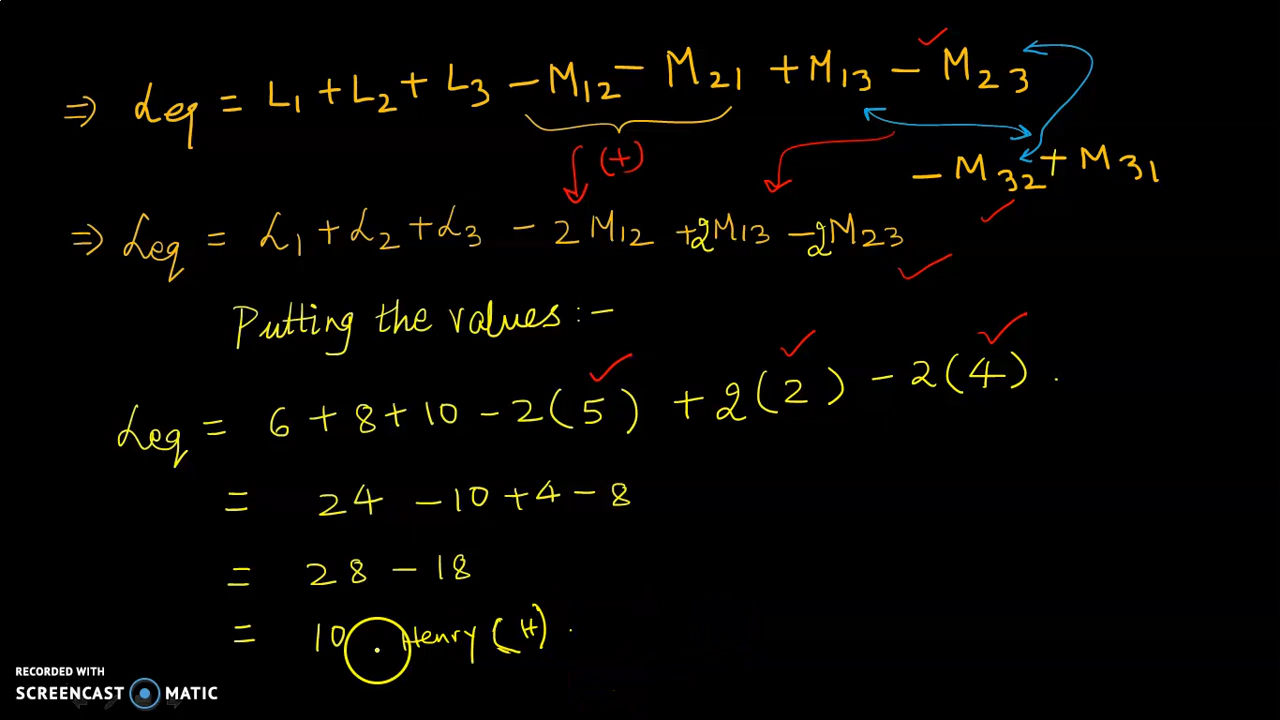 ⇒ Leq = L1 + L2 + L3 - M12 - M21 + M13 - M23
- M32 + M31
(+)
⇒ Leq = L1 + L2 + L3 - 2M12 + 2M13 - 2M23
Putting the values :-
Leq = 6 + 8 + 10 - 2(5) + 2(2) - 2(4).
= 24 - 10 + 4 - 8
= 28 - 18
= 10 Henry (H).
RECORDED WITH
SCREENCAST MATIC